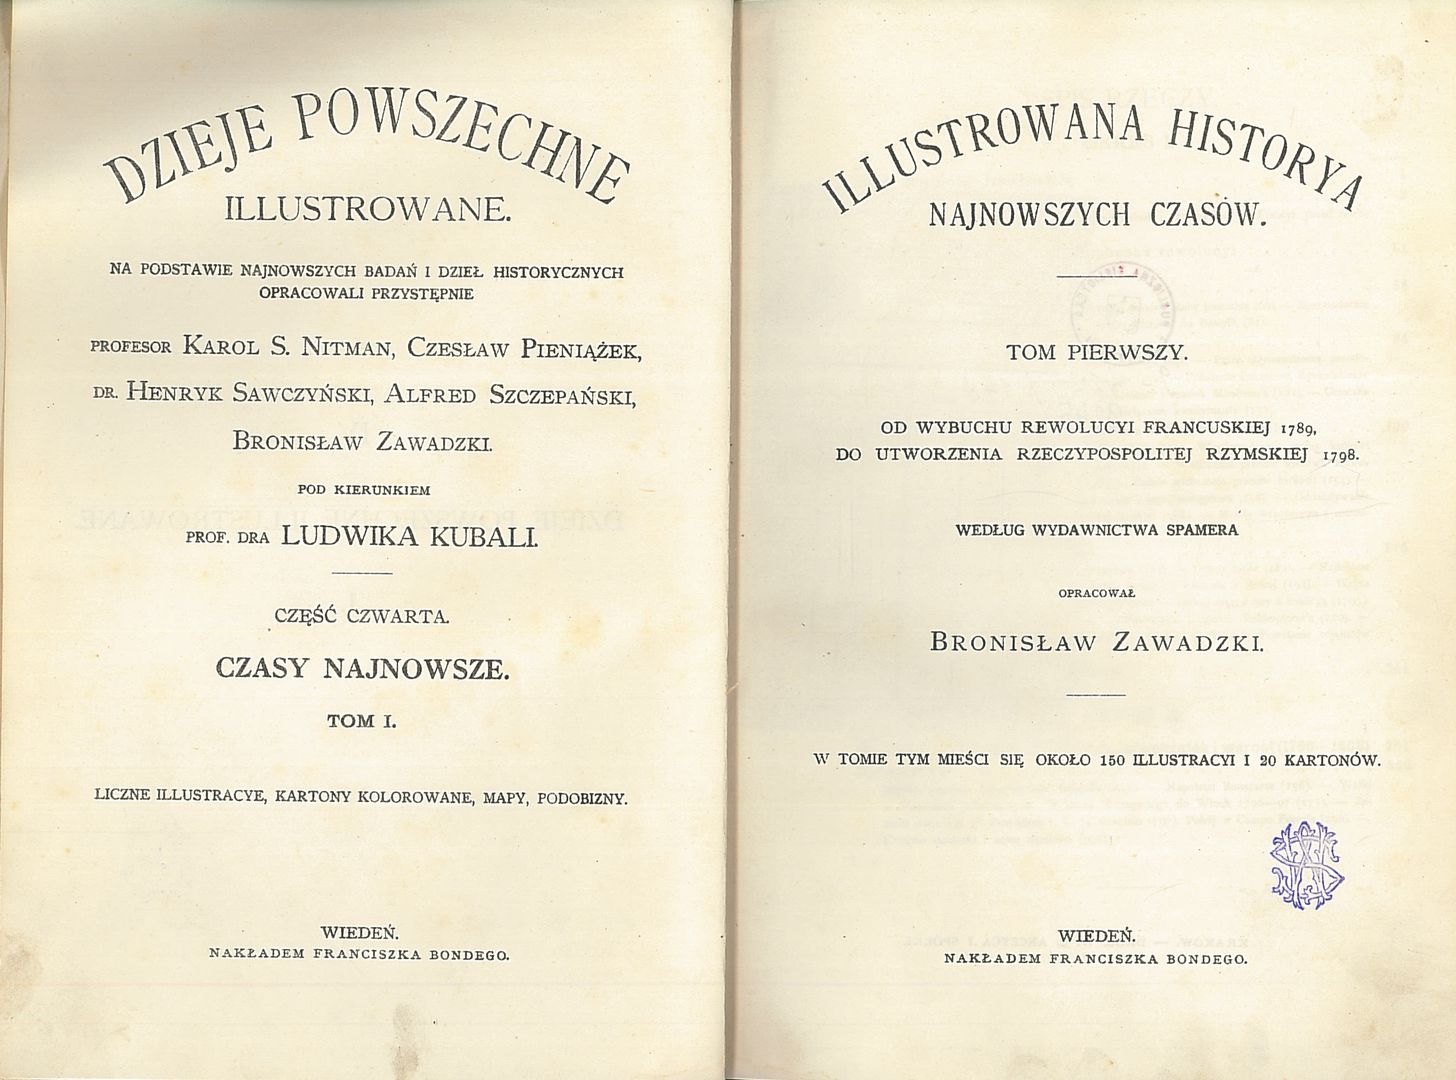 DZIEJE POWSZECHNE
ILLUSTROWANE.
NA PODSTAWIE NAJNOWSZYCH BADAŃ I DZIEŁ HISTORYCZNYCH
OPRACOWALI PRZYSTĘPNIE
PROFESOR KAROL S. NITMAN, CZESŁAW PIENIĄŻEK,
DR. HENRYK SAWCZYŃSKI, ALFRED SZCZEPAŃSKI,
BRONISŁAW ZAWADZKI.
POD KIERUNKIEM
PROF. DRA LUDWIKA KUBALI.
CZĘŚĆ CZWARTA.
CZASY NAJNOWSZE.
TOM I.
LICZNE ILLUSTRACYE, KARTONY KOLOROWANE, MAPY, PODOBIZNY.
WIEDEŃ.
NAKŁADEM FRANCISZKA BONDEGO.
ILLUSTROWANA HISTORYA
NAJNOWSZYCH CZASÓW.
TOM PIERWSZY.
OD WYBUCHU REWOLUCYI FRANCUSKIEJ 1789,
DO UTWORZENIA RZECZYPOSPOLITEJ RZYMSKIEJ 1798.
WEDŁUG WYDAWNICTWA SPAMERA
OPRACOWAŁ
BRONISŁAW ZAWADZKI.
W TOMIE TYM MIEŚCI SIĘ OKOŁO 150 ILLUSTRACYI I 20 KARTONÓW.
WIEDEŃ.
NAKŁADEM FRANCISZKA BONDEGO.